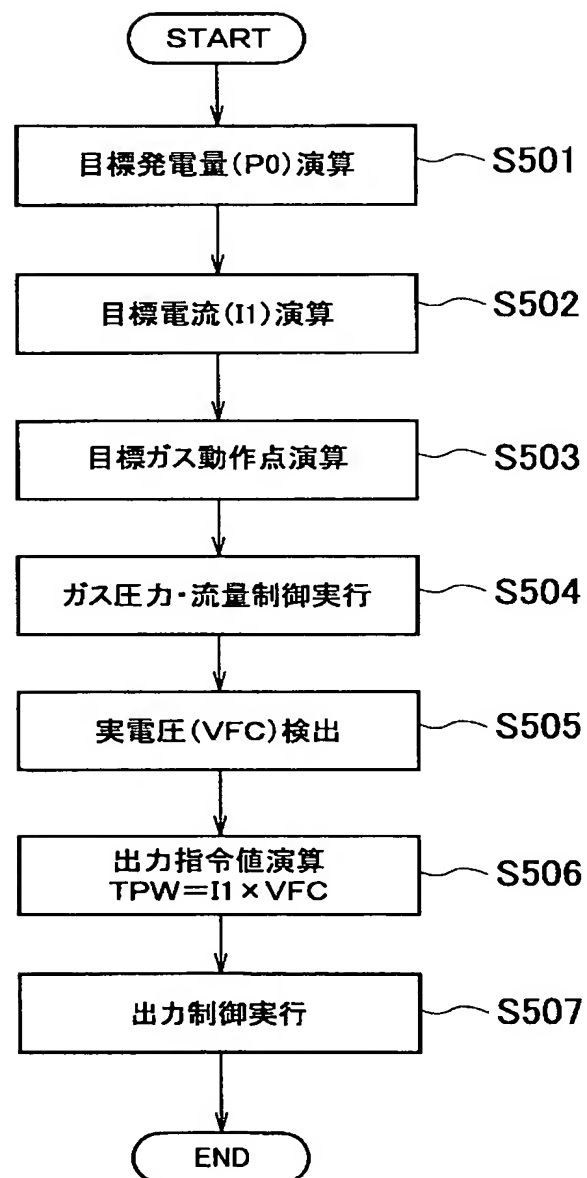 START
目標発電量(P0)演算
S501
目標電流(I1)演算
S502
目標ガス動作点演算
S503
ガス圧力・流量制御実行
S504
実電圧(VFC)検出
S505
出力指令値演算
TPW=I1×VFC
S506
出力制御実行
S507
END